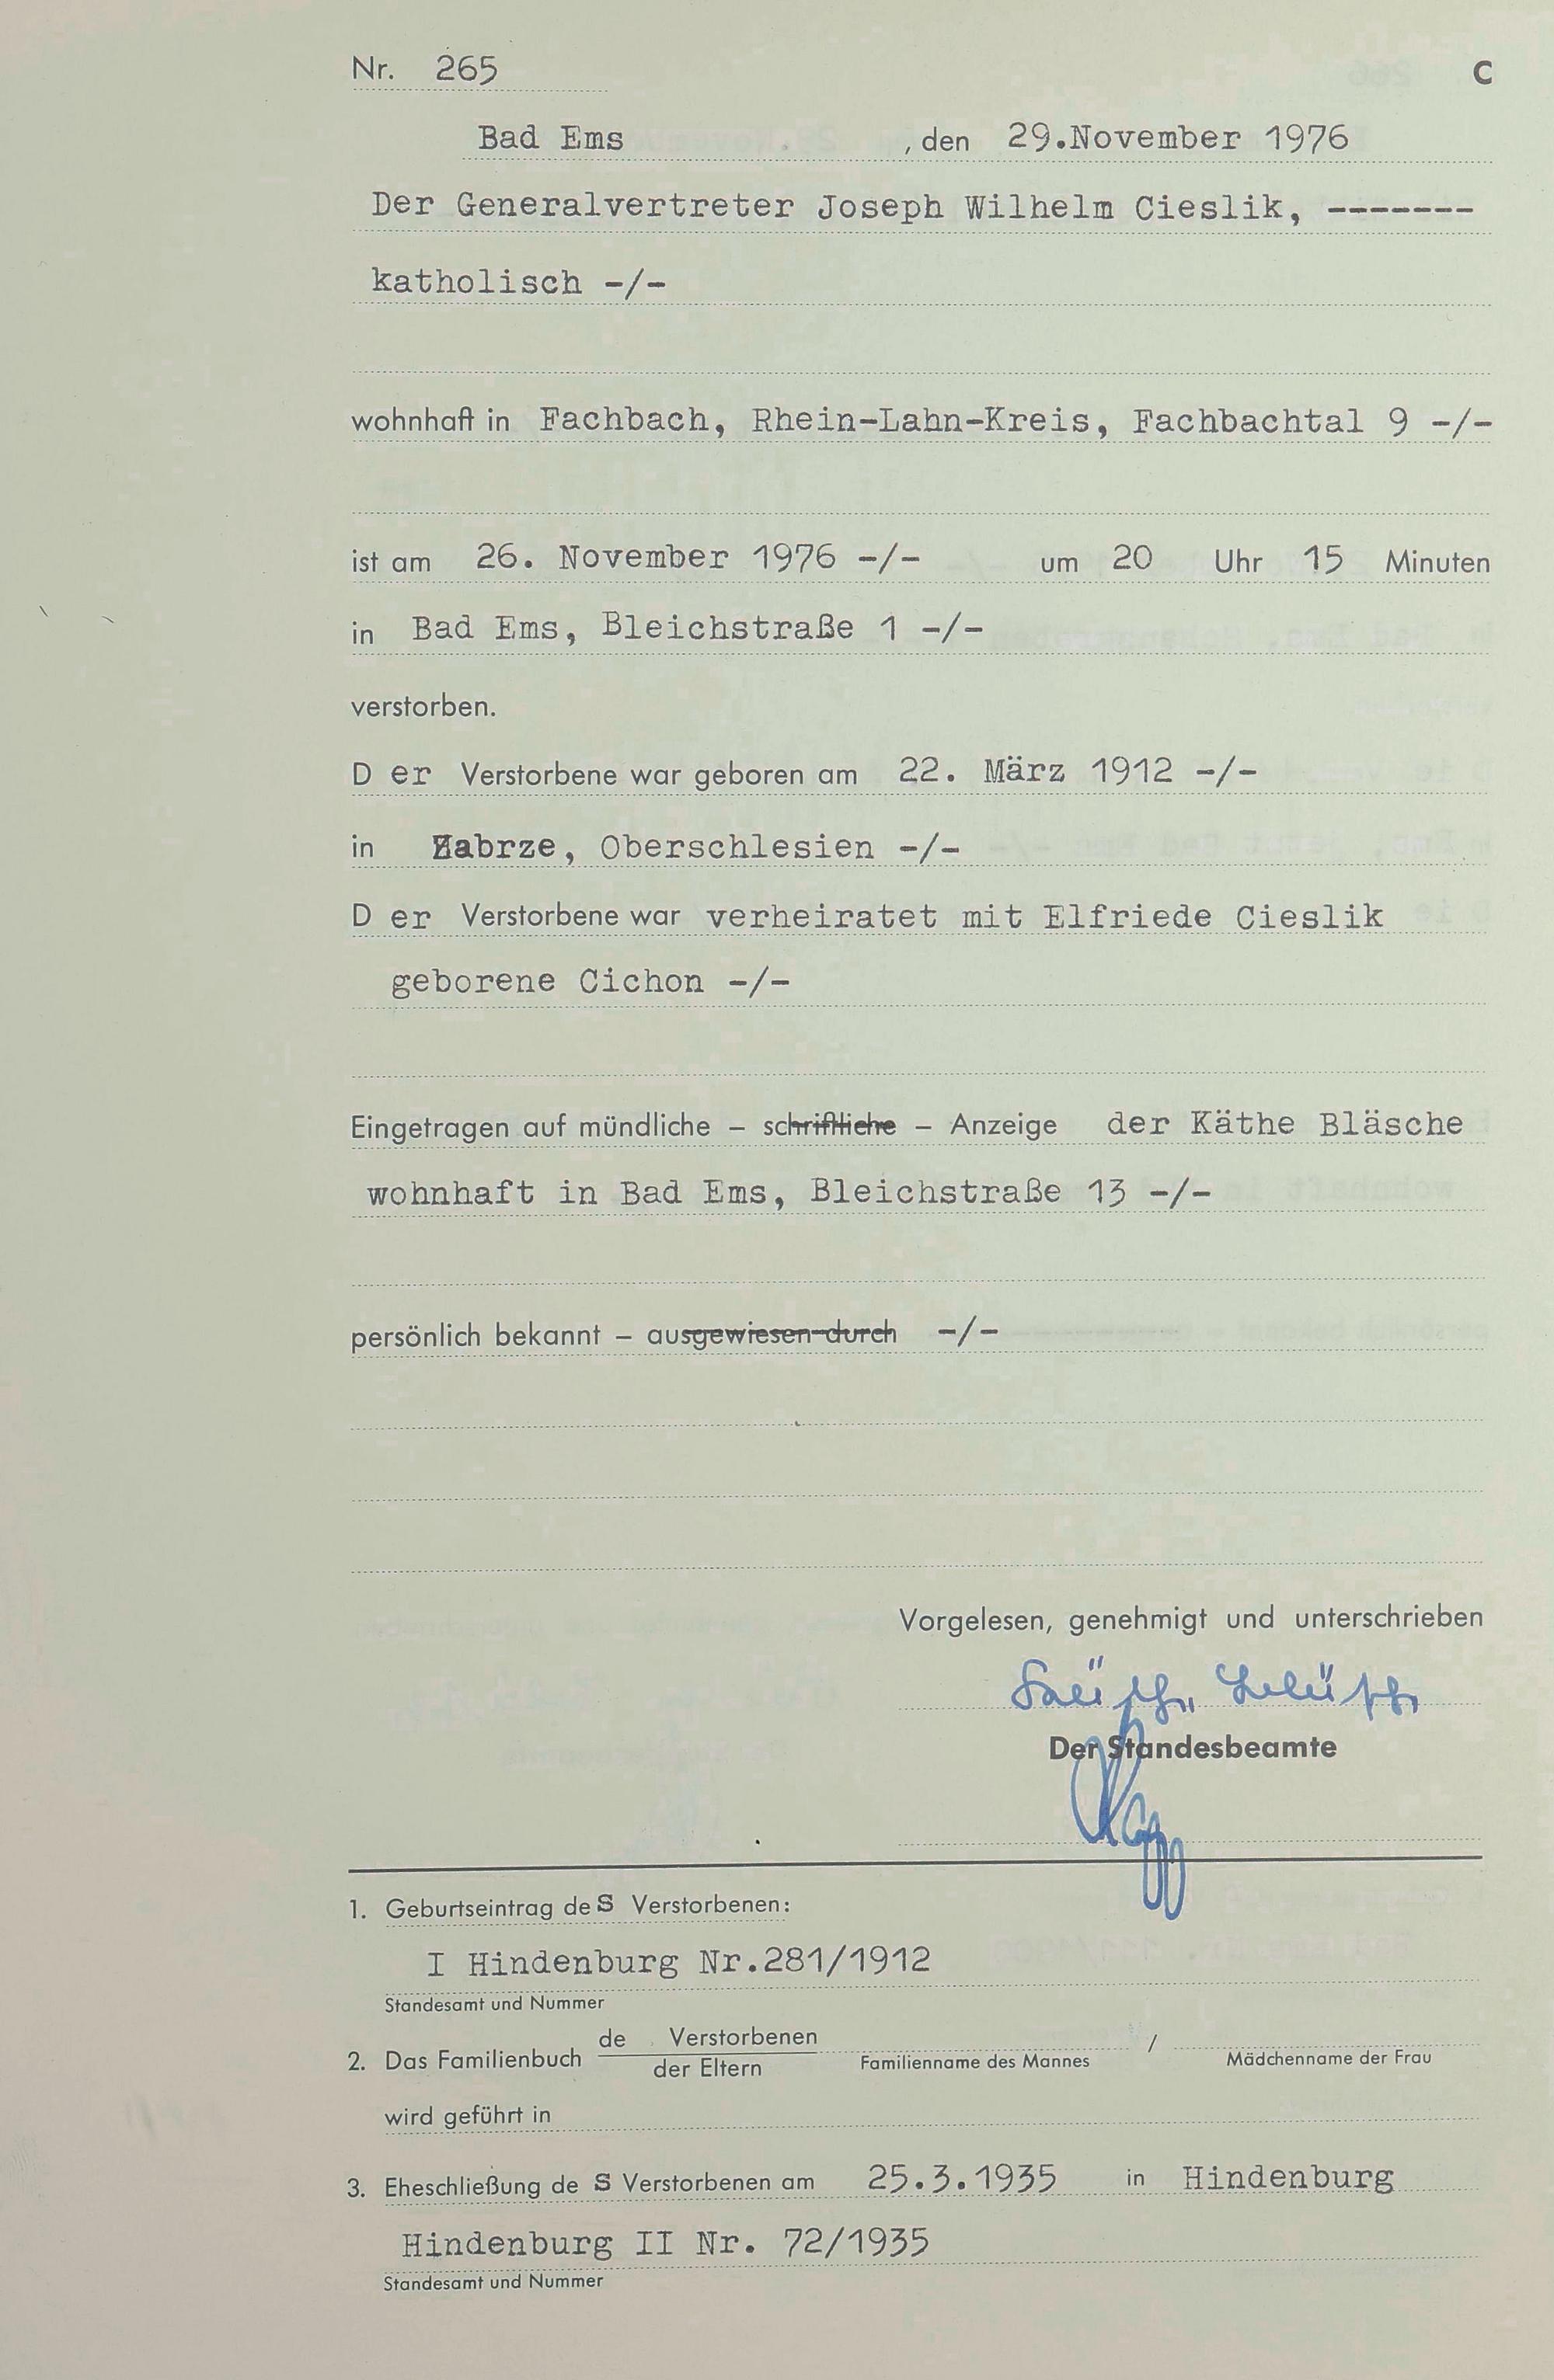 Nr. 265 C
Bad Ems , den 29.November 1976
Der Generalvertreter Joseph Wilhelm Cieslik, -------
katholisch -/-
wohnhaft in Fachbach, Rhein-Lahn-Kreis, Fachbachtal 9 -/-
ist am 26. November 1976 -/- um 20 Uhr 15 Minuten
in Bad Ems, Bleichstraße 1 -/-
verstorben.
D er Verstorbene war geboren am 22. März 1912 -/-
in Zabrze, Oberschlesien -/-
D er Verstorbene war verheiratet mit Elfriede Cieslik
geborene Cichon -/-
Eingetragen auf mündliche – schriftliche – Anzeige der Käthe Bläsche
wohnhaft in Bad Ems, Bleichstraße 13 -/-
persönlich bekannt – ausgewiesen durch -/-
Vorgelesen, genehmigt und unterschrieben
Der Standesbeamte
1. Geburtseintrag des Verstorbenen:
I Hindenburg Nr.281/1912
Standesamt und Nummer
2. Das Familienbuch de Verstorbenen / 
der Eltern Familienname des Mannes Mädchenname der Frau
wird geführt in
3. Eheschließung de s Verstorbenen am 25.3.1935 in Hindenburg
Hindenburg II Nr. 72/1935
Standesamt und Nummer